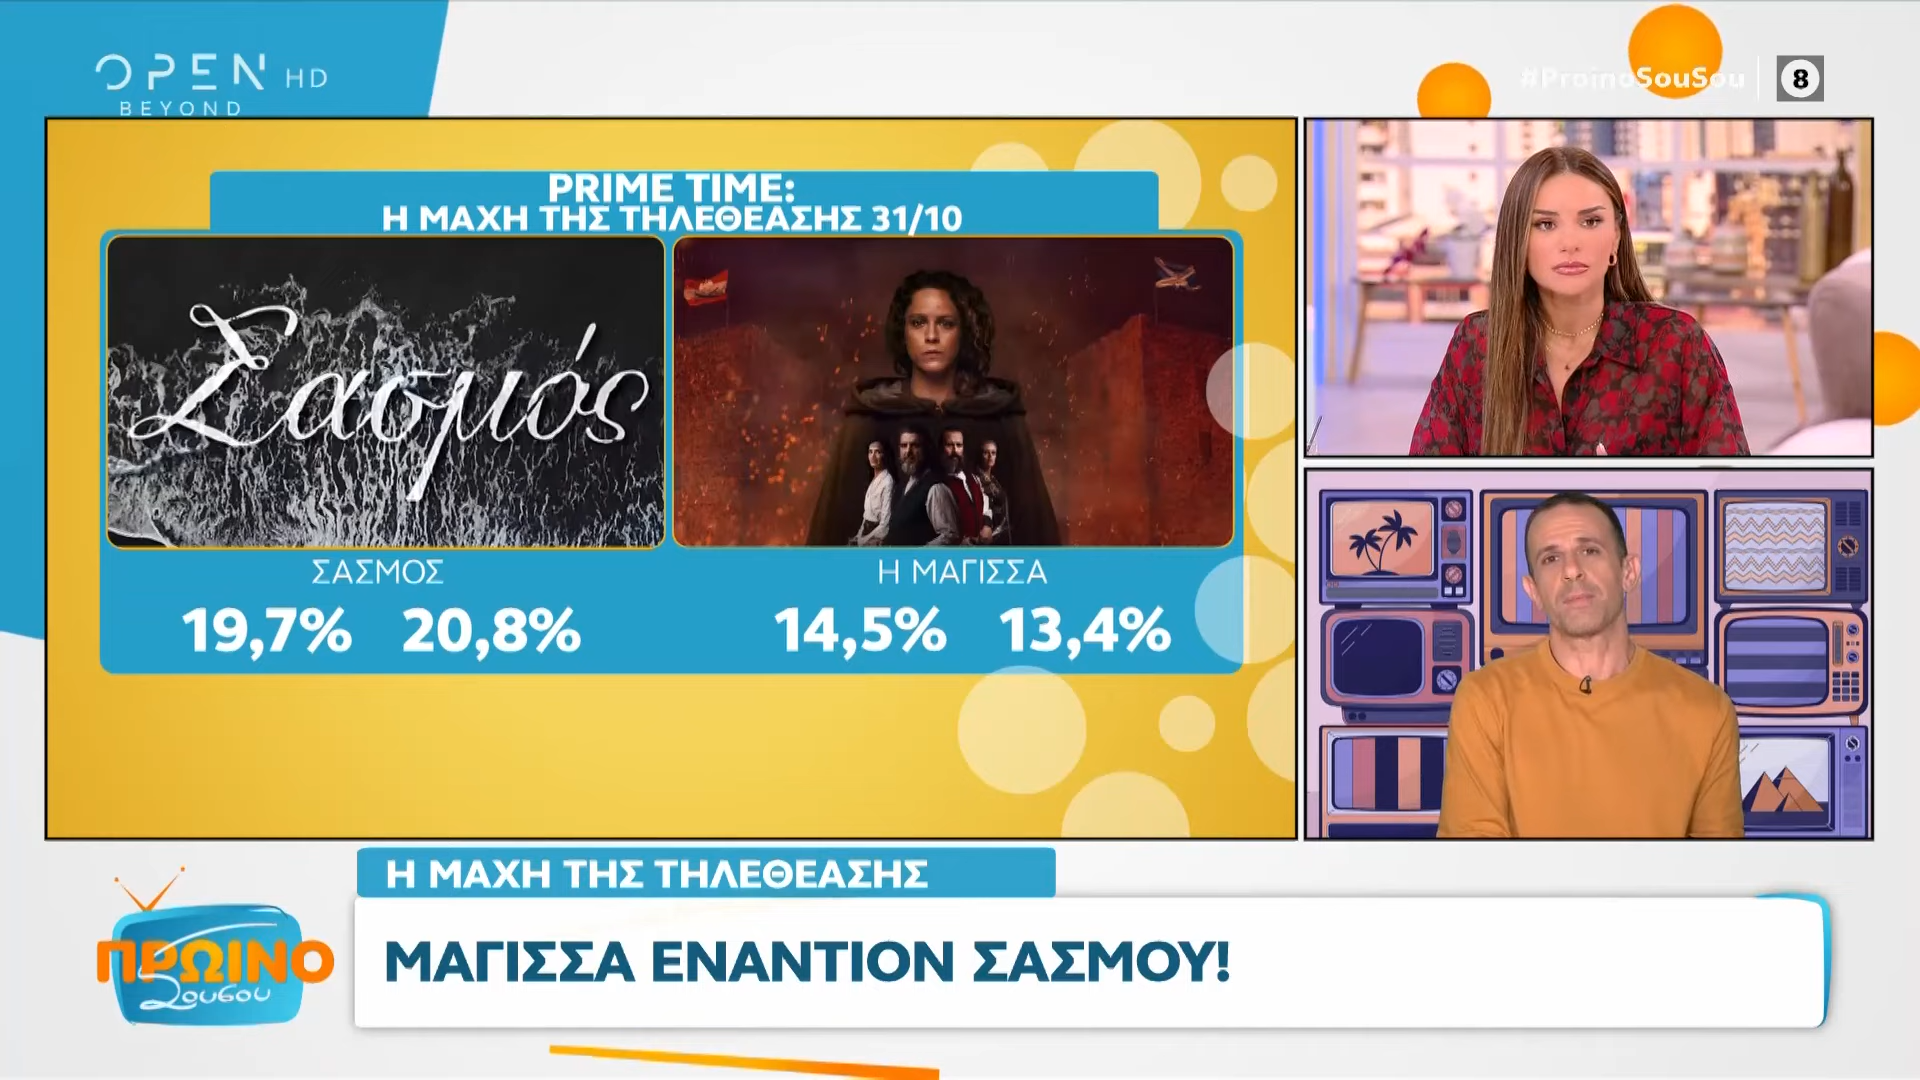 OPEN HD
BEYOND
#ProinoSouSou
8
PRIME TIME:
Η ΜΑΧΗ ΤΗΣ ΤΗΛΕΘΕΑΣΗΣ 31/10
Σασμός
ΣΑΣΜΟΣ
Η ΜΑΓΙΣΣΑ
19,7% 20,8%
14,5% 13,4%
Η ΜΑΧΗ ΤΗΣ ΤΗΛΕΘΕΑΣΗΣ
ΜΑΓΙΣΣΑ ΕΝΑΝΤΙΟΝ ΣΑΣΜΟΥ!
ΠΡΩΙΝΟ
Σουσου